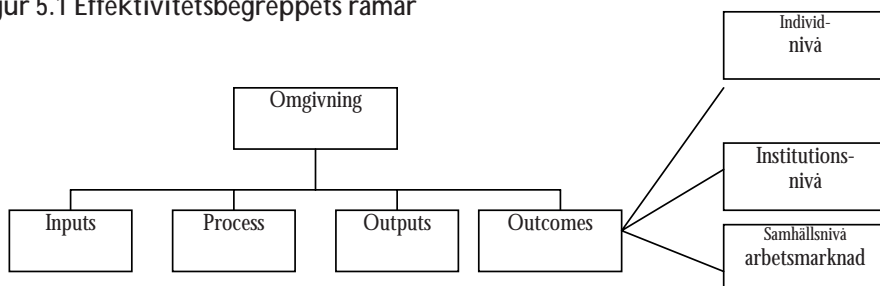 gur 5.1 Effektivitetsbegreppets ramar
Individ-
nivå
Omgivning
Institutions-
nivå
Inputs
Process
Outputs
Outcomes
Samhällsnivå
arbetsmarknad